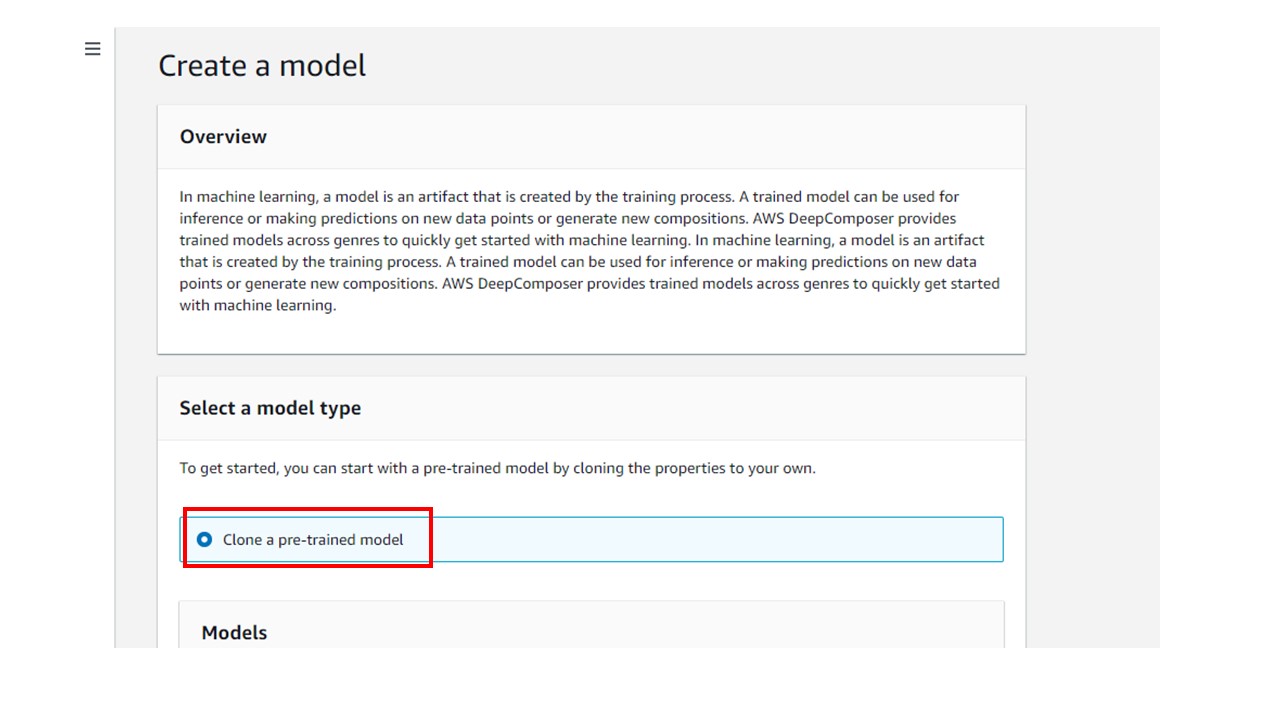 Create a model
Overview
In machine learning, a model is an artifact that is created by the training process. A trained model can be used for
inference or making predictions on new data points or generate new compositions. AWS DeepComposer provides
trained models across genres to quickly get started with machine learning. In machine learning, a model is an artifact
that is created by the training process. A trained model can be used for inference or making predictions on new data
points or generate new compositions. AWS DeepComposer provides trained models across genres to quickly get started
with machine learning.
Select a model type
To get started, you can start with a pre-trained model by cloning the properties to your own.
Clone a pre-trained model
Models